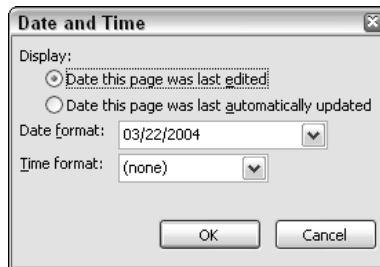 Date and Time
Display:
Date this page was last edited
Date this page was last automatically updated
Date format: 03/22/2004
Time format: (none)
OK Cancel